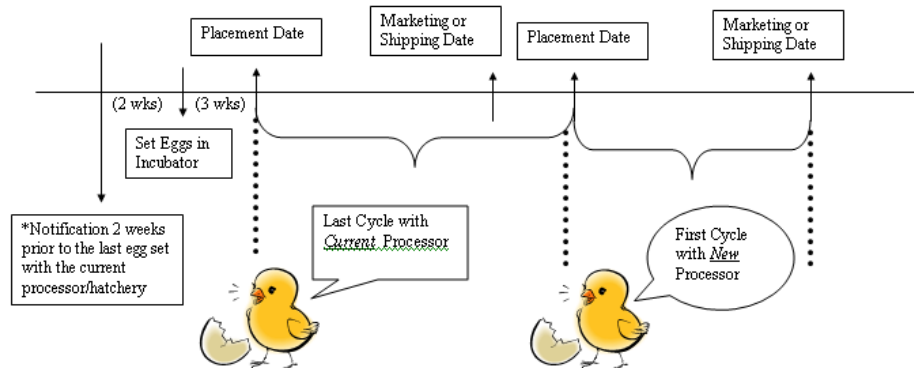 Placement Date
Marketing or
Shipping Date
Placement Date
Marketing or
Shipping Date
(2 wks)
(3 wks)
Set Eggs in
Incubator
*Notification 2 weeks
prior to the last egg set
with the current
processor/hatchery
Last Cycle with
Current Processor
First Cycle
with New
Processor